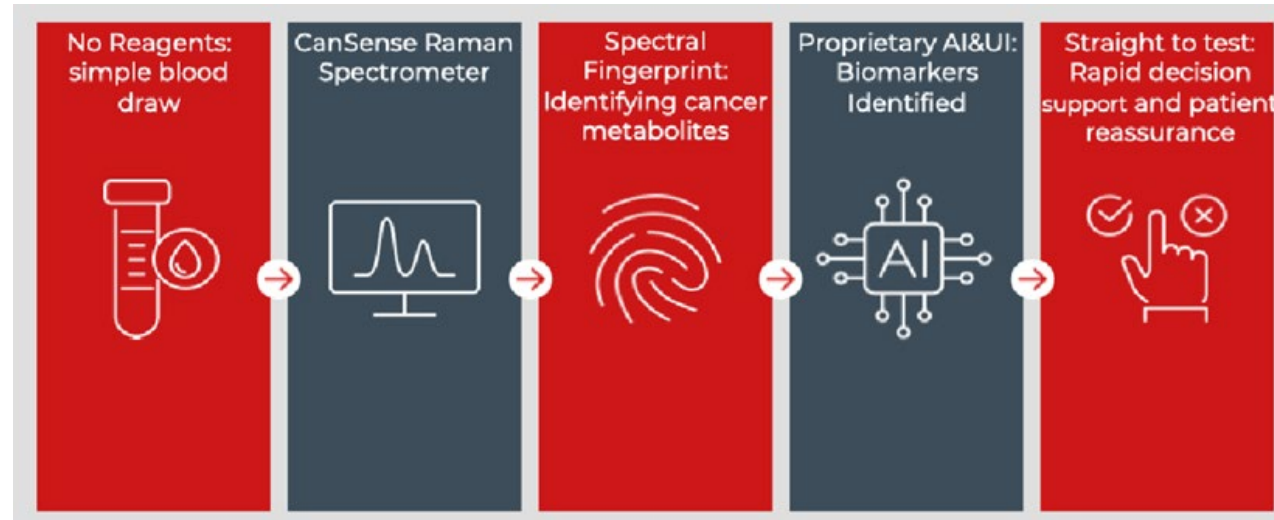 No Reagents:
simple blood
draw
CanSense Raman
Spectrometer
Spectral
Fingerprint:
Identifying cancer
metabolites
Proprietary AI&UI:
Biomarkers
Identified
AI
Straight to test:
Rapid decision
support and patient
reassurance